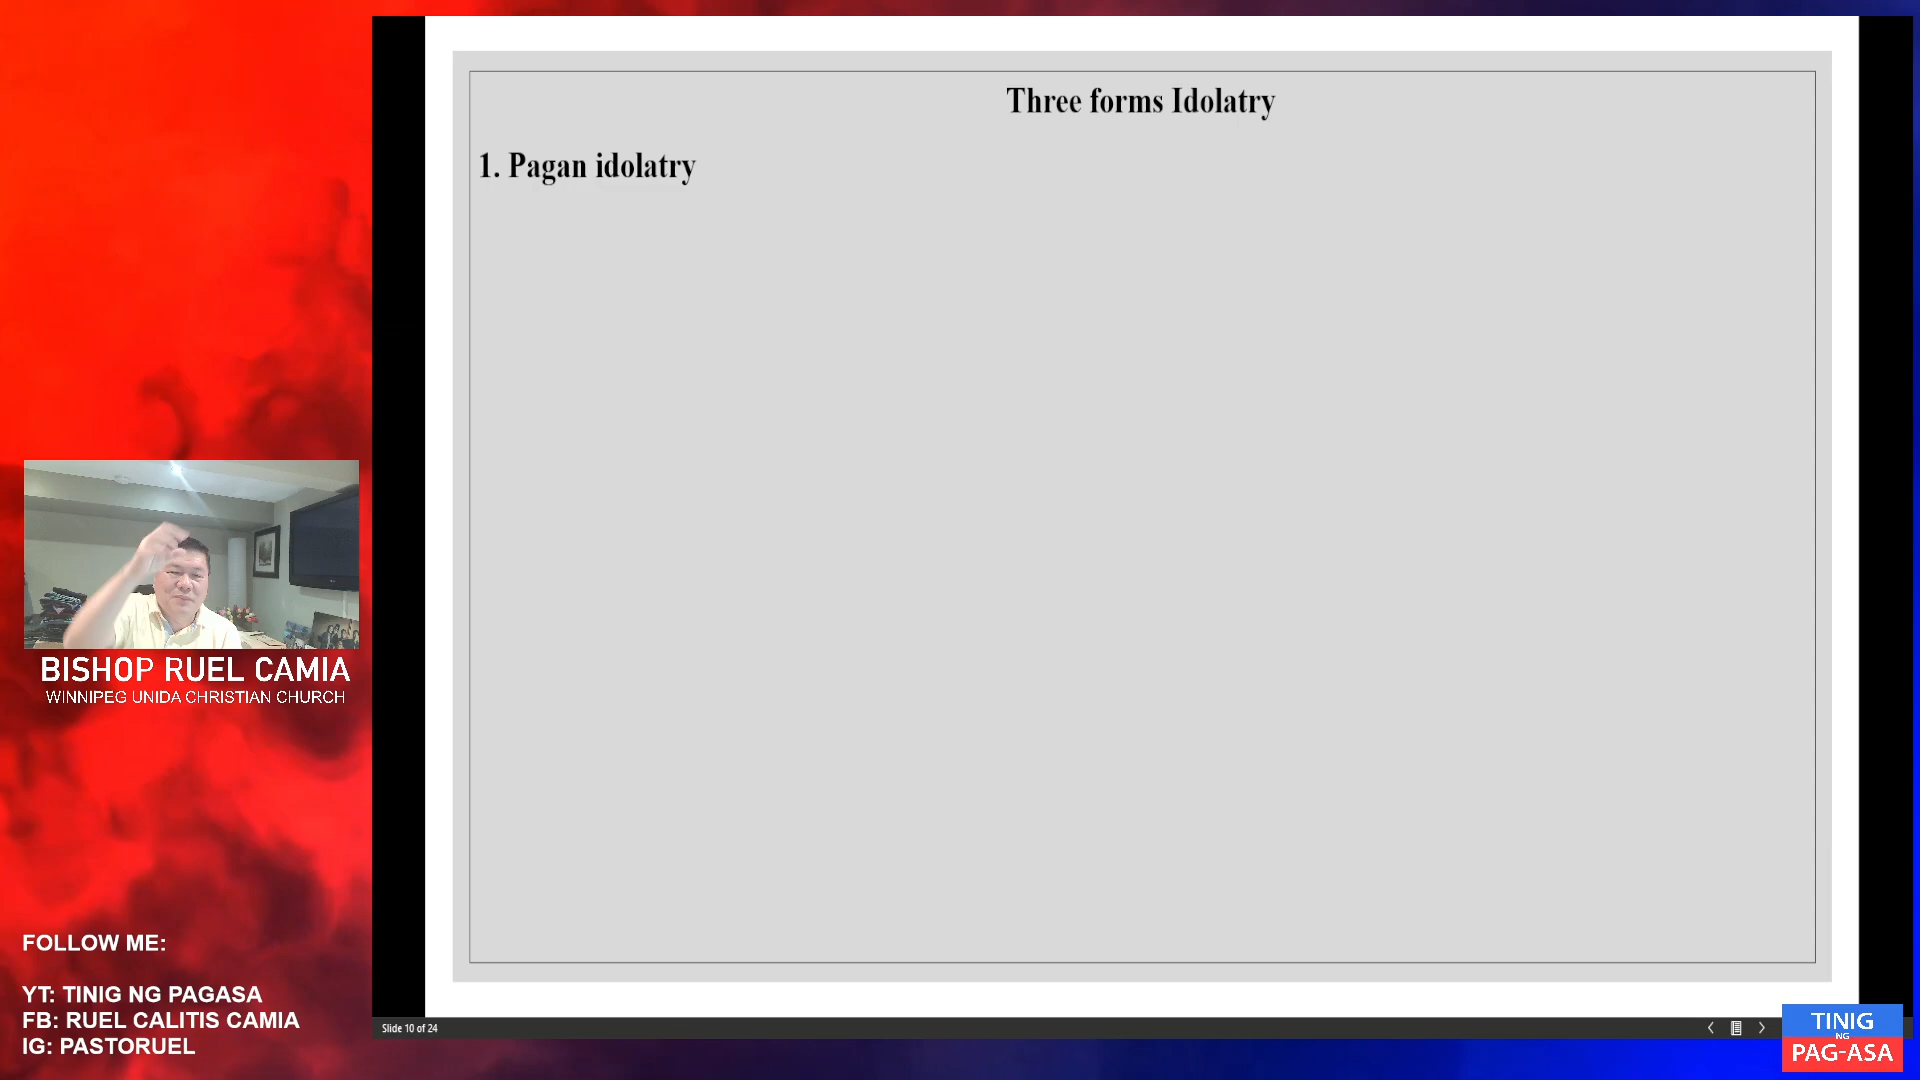 Three forms Idolatry
1. Pagan idolatry
BISHOP RUEL CAMIA
WINNIPEG UNIDA CHRISTIAN CHURCH
FOLLOW ME:
YT: TINIG NG PAGASA
FB: RUEL CALITIS CAMIA
IG: PASTORUEL
Slide 10 of 24
TINIG
NG
PAG-ASA